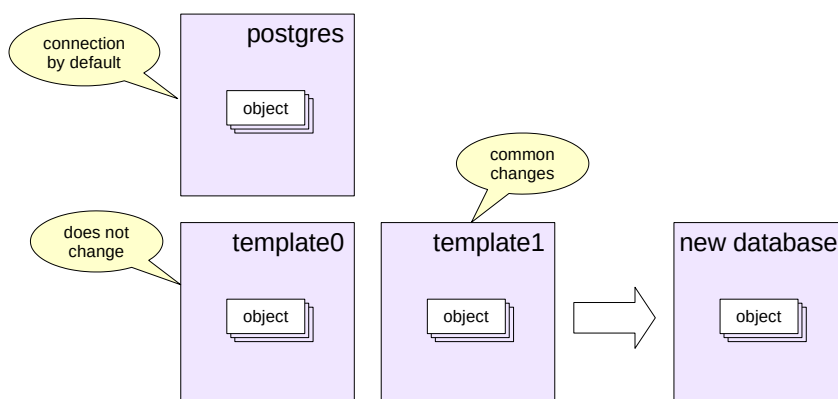 postgres
connection
by default
object
common
changes
does not
change
template0
template1
new database
object
object
object